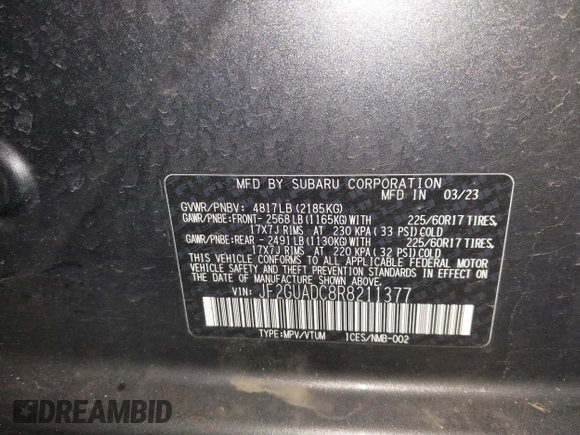 MFD BY SUBARU CORPORATION
MFD IN 03/23
GVWR/PNBV: 4817LB(2185KG)
GAWR/PNBE:FRONT- 2568LB(1165KG)WITH 225/60R17TIRES,
17X7J RIMS AT 230 KPA(33 PSI)COLD
GAWR/PNBE:REAR - 2491LB(1130KG)WITH 225/60R17TIRES,
17X7J RIMS AT 220 KPA(32 PSI)COLD
THIS VEHICLE CONFORMS TO ALL APPLICABLE FEDERAL MOTOR
VEHICLE SAFETY AND THEFT PREVENTION STANDARDS IN EFFECT ON
THE DATE OF MANUFACTURE SHOWN ABOVE.
VIN: JF2GUADC8R8211377
TYPE:MPV/VTUM ICES/NMB-002
DREAMBID